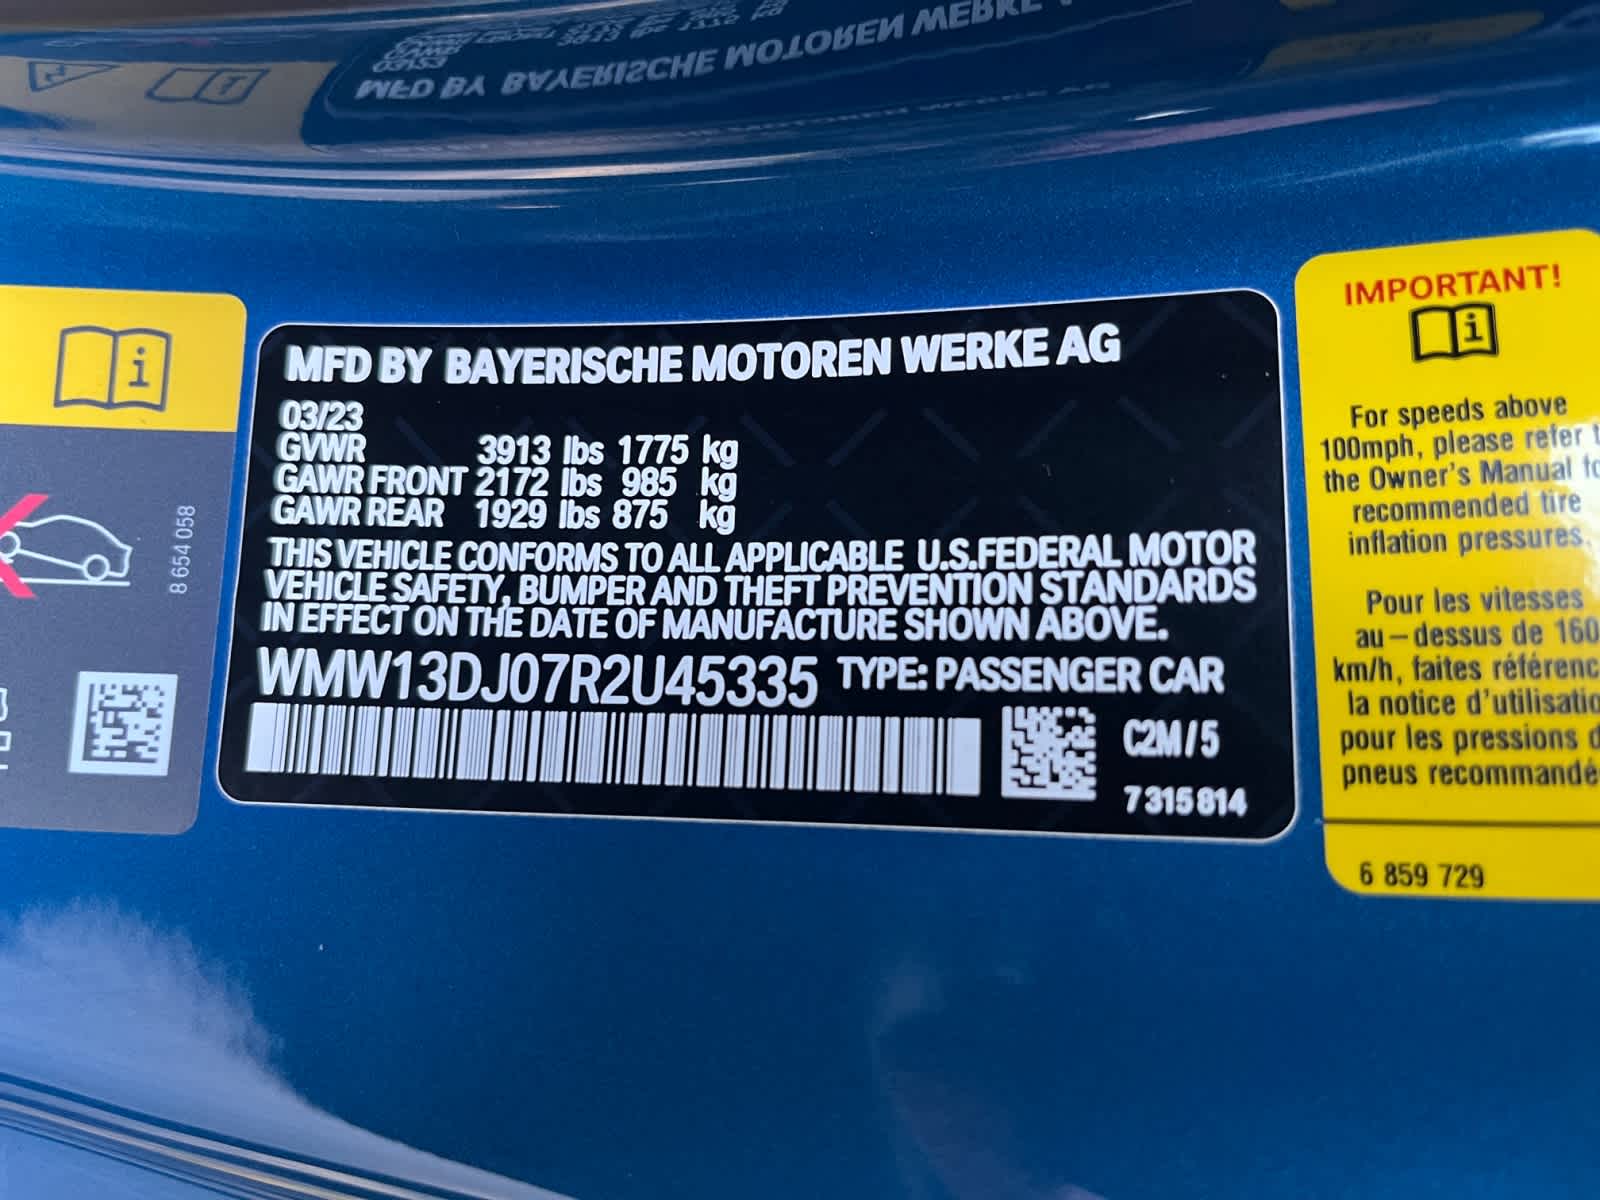 MFD BY BAYERISCHE MOTOREN WERKE AG
03/23
GVWR 3913 lbs 1775 kg
GAWR FRONT 2172 lbs 985 kg
GAWR REAR 1929 lbs 875 kg
THIS VEHICLE CONFORMS TO ALL APPLICABLE U.S.FEDERAL MOTOR
VEHICLE SAFETY, BUMPER AND THEFT PREVENTION STANDARDS
IN EFFECT ON THE DATE OF MANUFACTURE SHOWN ABOVE.
WMW13DJ07R2U45335 TYPE: PASSENGER CAR
C2M/5
7 315 814
8 654 058
IMPORTANT!
For speeds above
100mph, please refer
the Owner's Manual
recommended tire
inflation pressures.
Pour les vitesses
au-dessus de 160
km/h, faites
la notice d'utilisation
pour les pressions
pneus
6 859 729
MFD BY BAYERISCHE MOTOREN WERKE